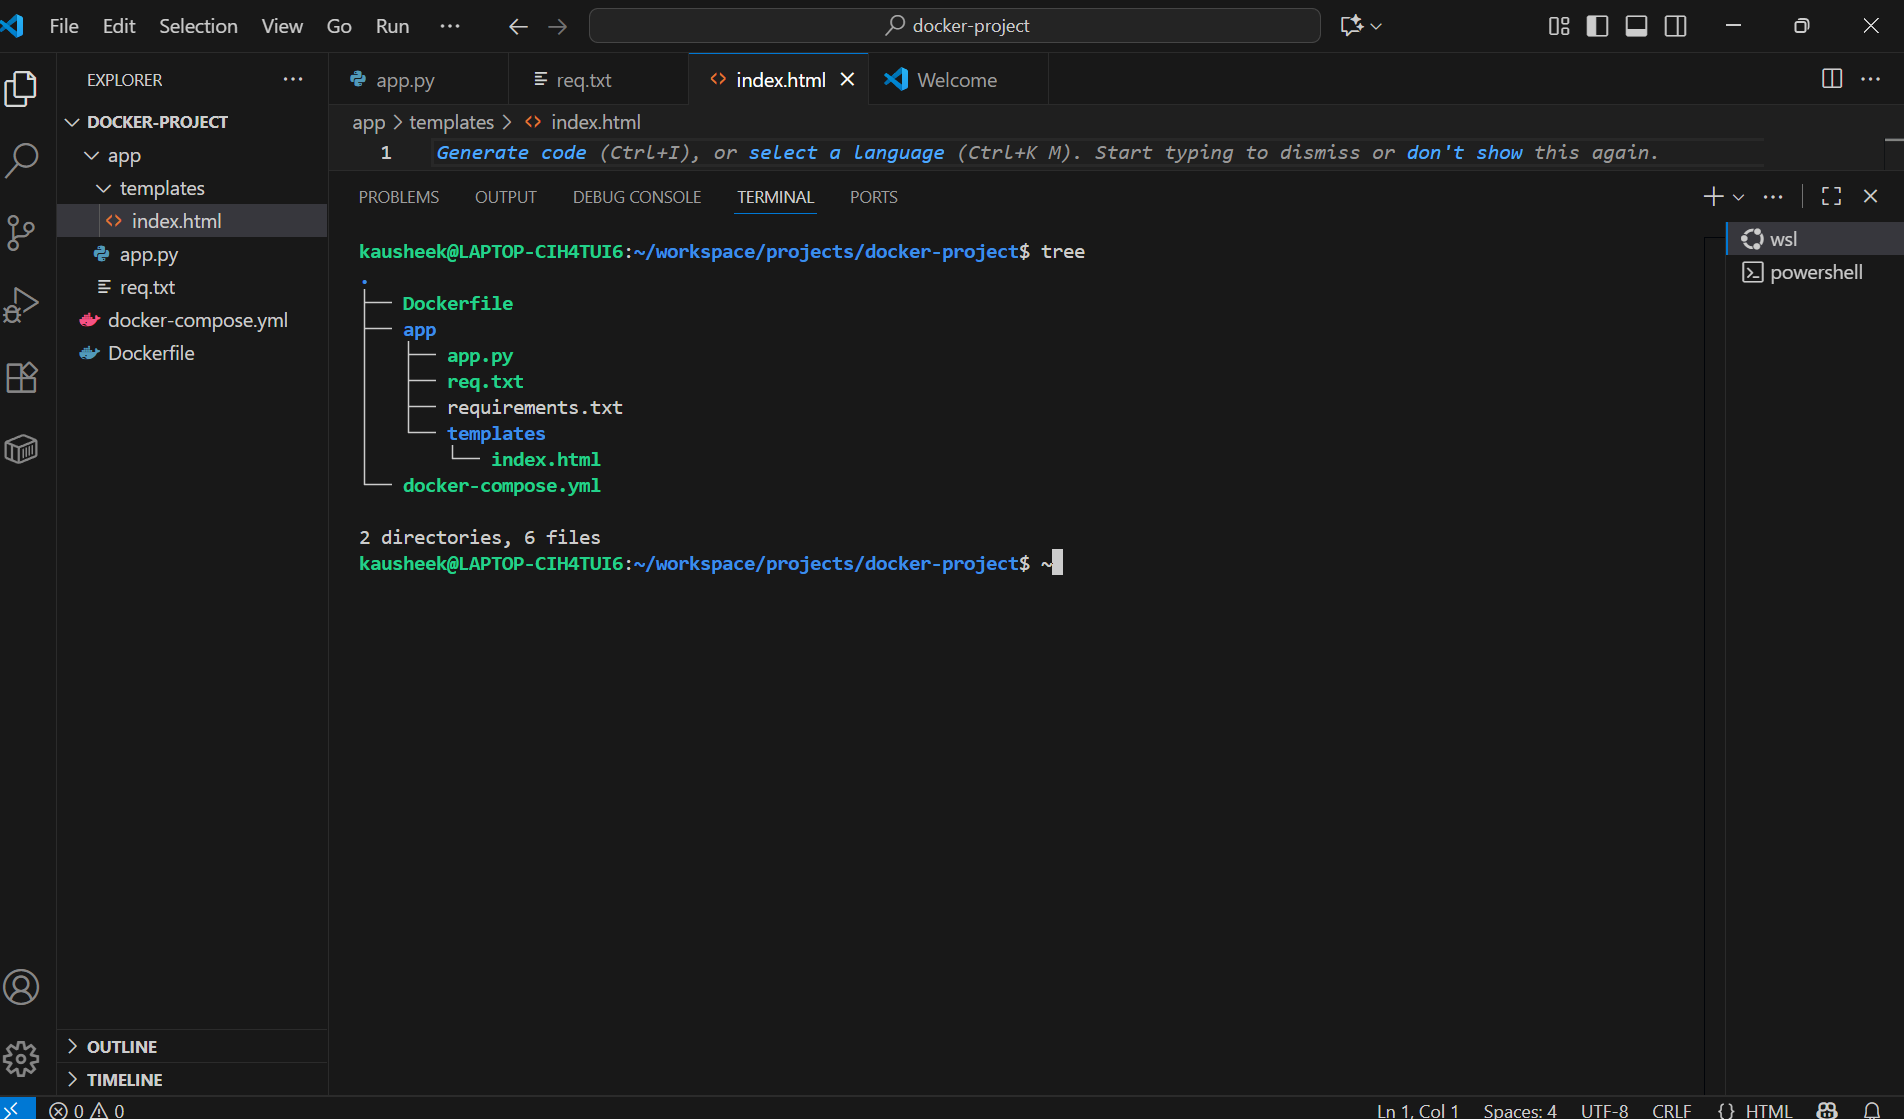 File Edit Selection View Go Run ··· docker-project
EXPLORER ···
DOCKER-PROJECT
app
templates
index.html
app.py
req.txt
docker-compose.yml
Dockerfile
OUTLINE
TIMELINE
app.py req.txt index.html Welcome
app > templates > index.html
1 Generate code (Ctrl+I), or select a language (Ctrl+K M). Start typing to dismiss or don't show this again.
PROBLEMS OUTPUT DEBUG CONSOLE TERMINAL PORTS
kausheek@LAPTOP-CIH4TUI6:~/workspace/projects/docker-project$ tree
.
├── Dockerfile
├── app
│   ├── app.py
│   ├── req.txt
│   ├── requirements.txt
│   └── templates
│       └── index.html
└── docker-compose.yml
2 directories, 6 files
kausheek@LAPTOP-CIH4TUI6:~/workspace/projects/docker-project$ ~
wsl
powershell
0 0 Ln 1, Col 1 Spaces: 4 UTF-8 CRLF {} HTML